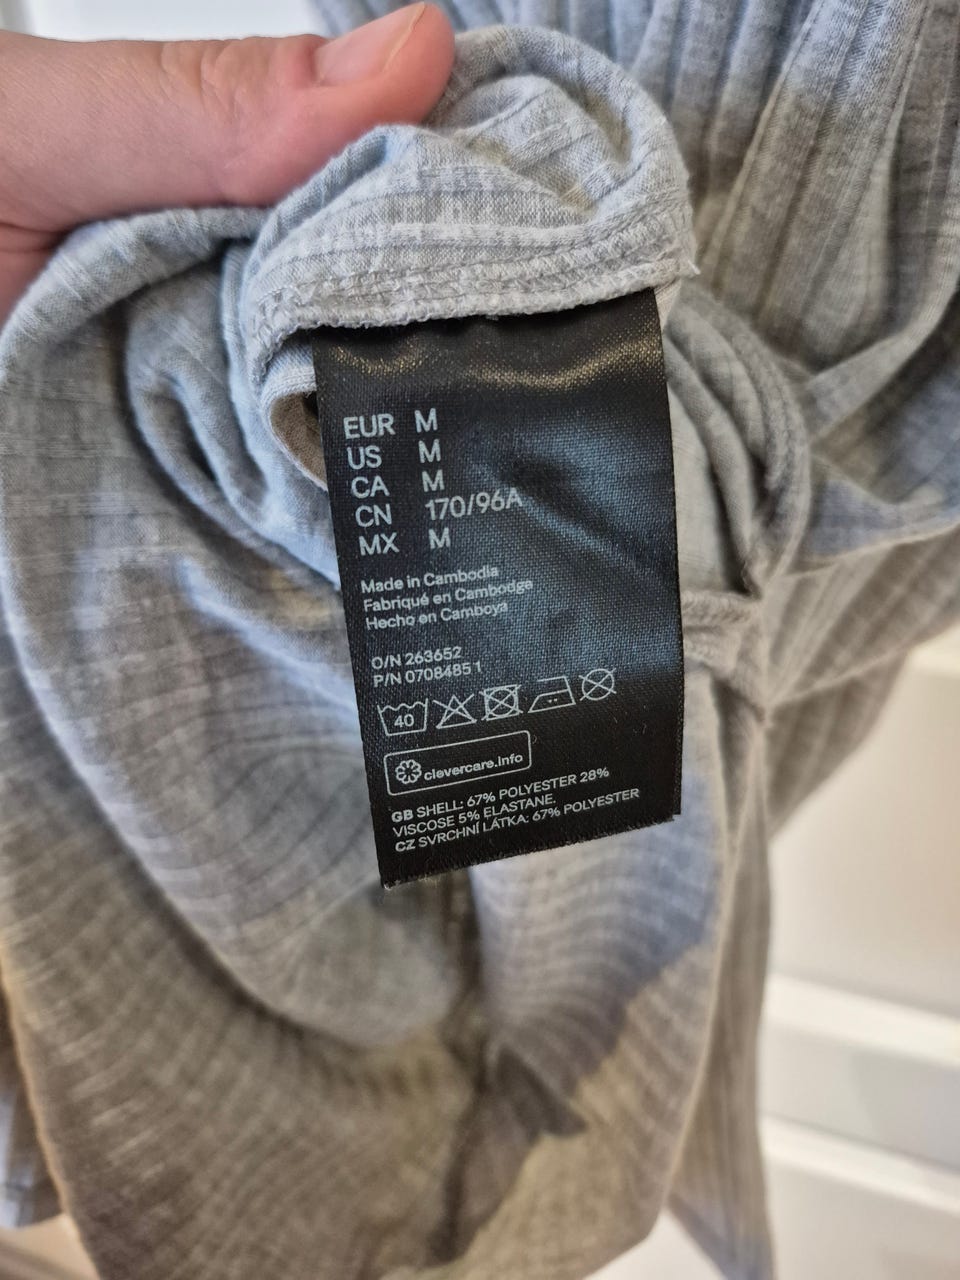 EUR M
US M
CA M
CN 170/96A
MX M
Made in Cambodia
Fabriqué en Cambodge
Hecho en Camboya
O/N 263652
P/N 0708485 1
40
clevercare.info
GB SHELL: 67% POLYESTER 28%
VISCOSE 5% ELASTANE.
CZ SVRCHNÍ LÁTKA: 67% POLYESTER